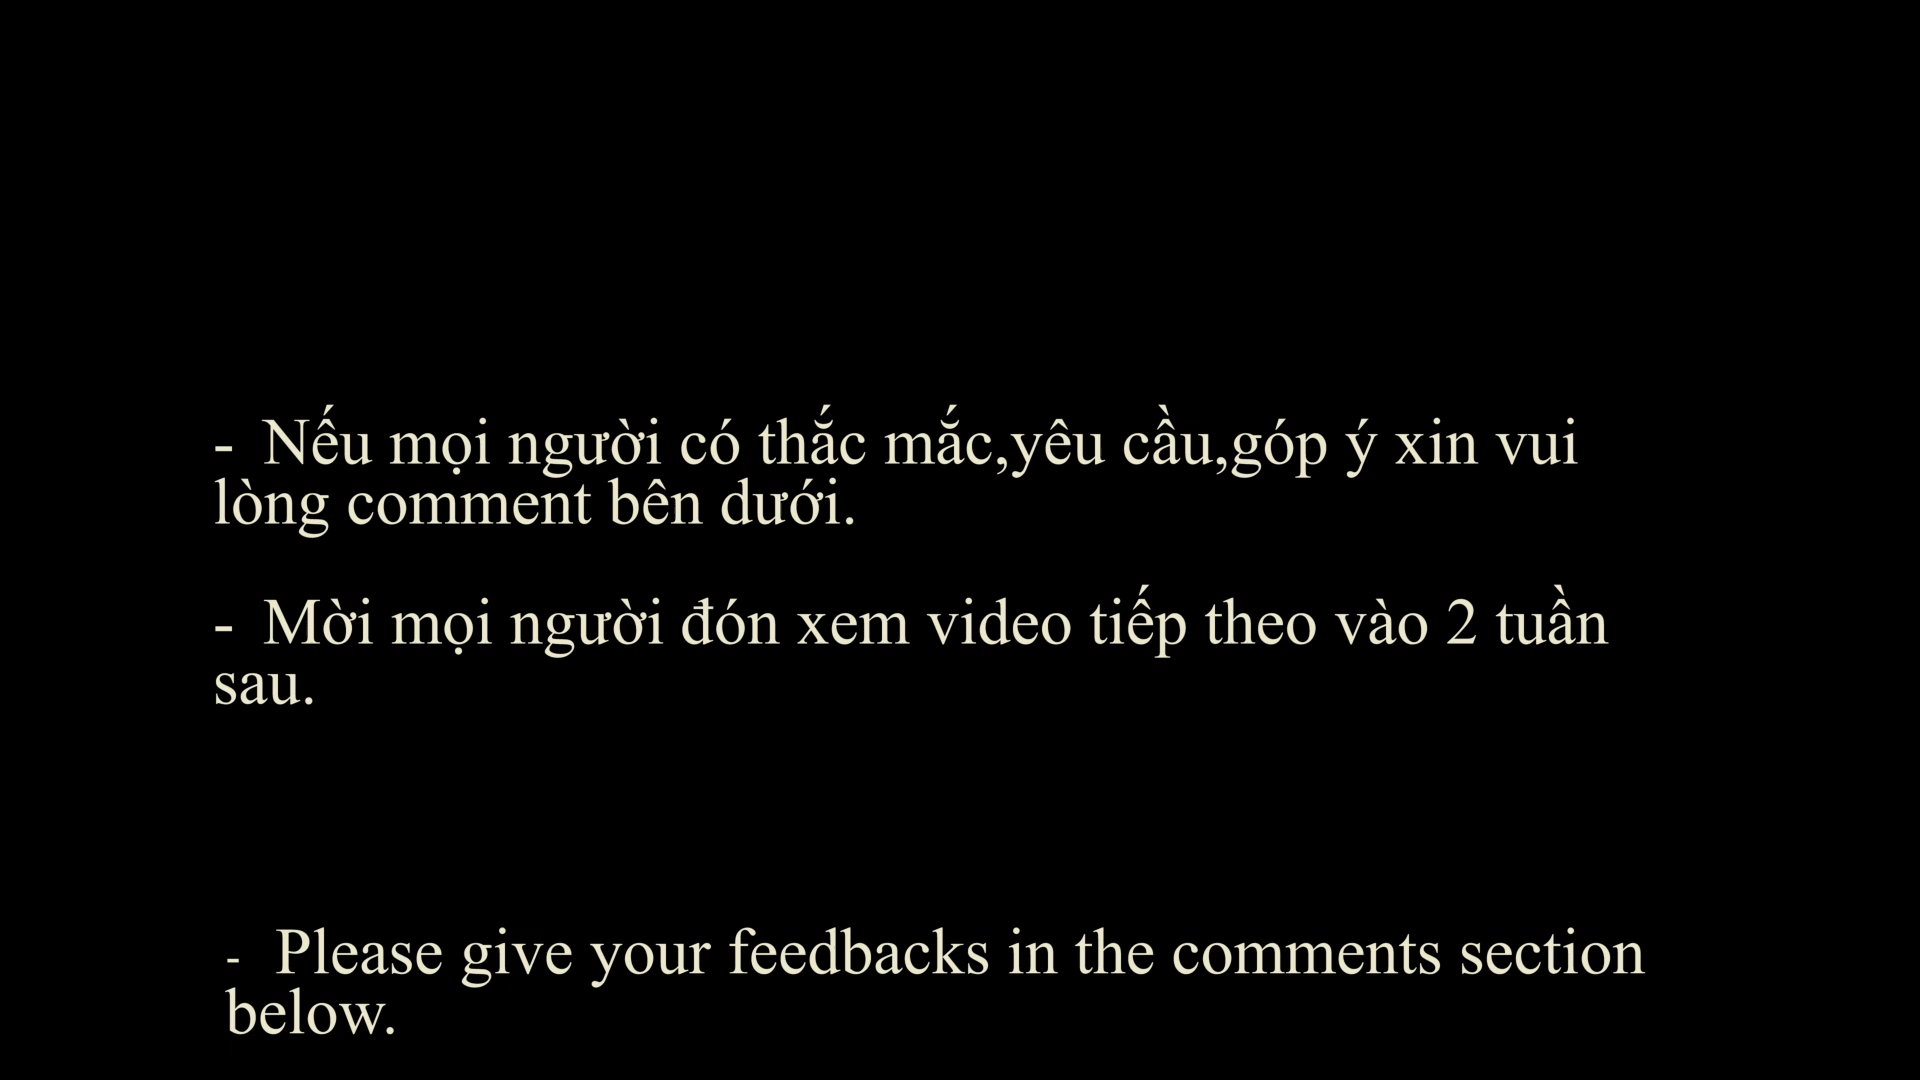 - Nếu mọi người có thắc mắc,yêu cầu,góp ý xin vui
lòng comment bên dưới.
- Mời mọi người đón xem video tiếp theo vào 2 tuần
sau.
- Please give your feedbacks in the comments section
below.